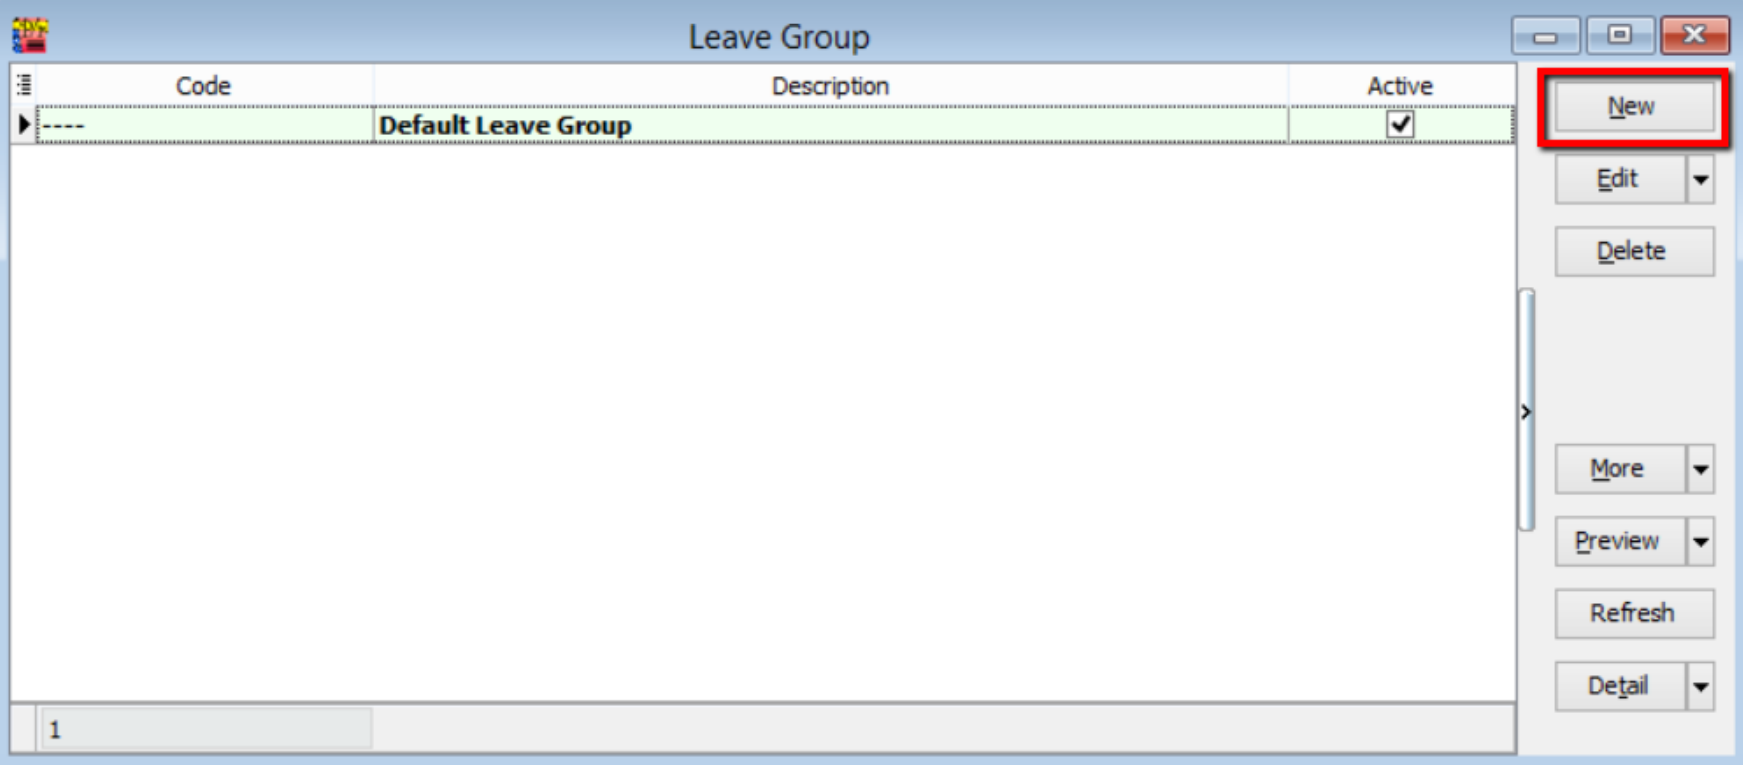 Leave Group
Code Description Active
---- Default Leave Group
1
New
Edit
Delete
More
Preview
Refresh
Detail